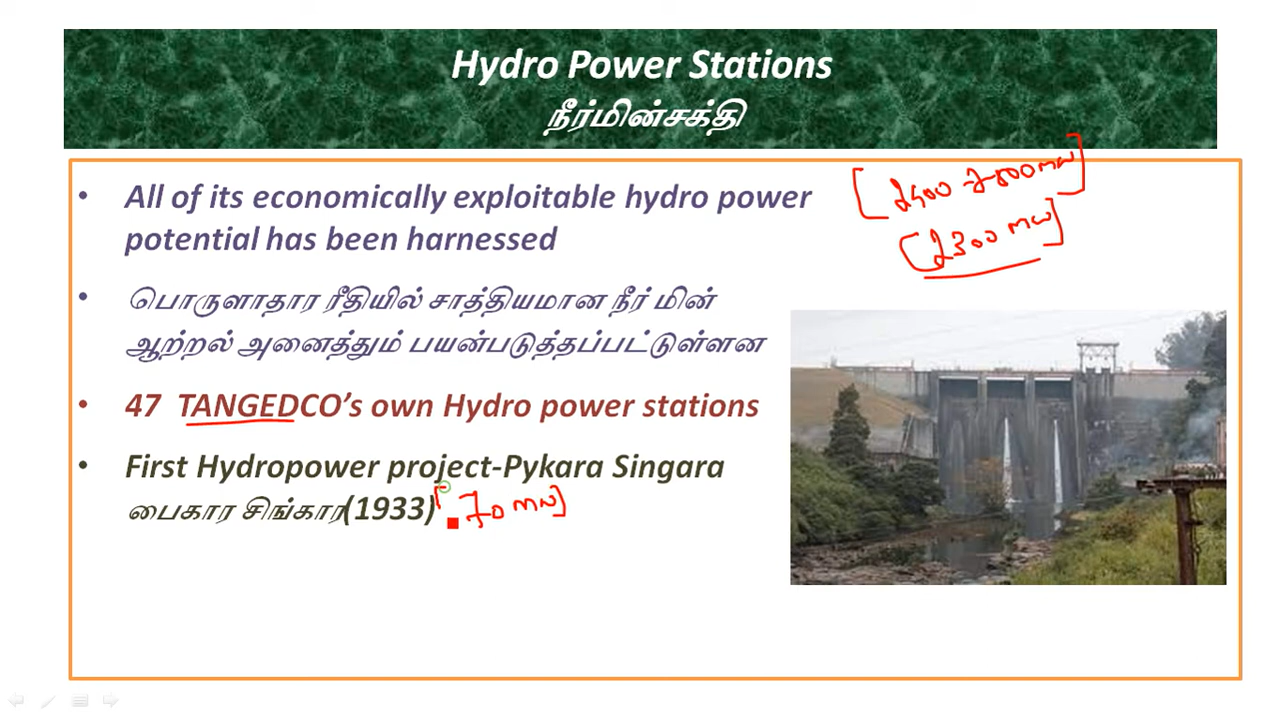 Hydro Power Stations
நீர்மின்சக்தி
[2400 7500mw]
[2300 mw]
• All of its economically exploitable hydro power
potential has been harnessed
• பொருளாதார ரீதியில் சாத்தியமான நீர் மின்
ஆற்றல் அனைத்தும் பயன்படுத்தப்பட்டுள்ளன
• 47 TANGEDCO’s own Hydro power stations
• First Hydropower project-Pykara Singara
பைகார சிங்கார(1933) [70 mw]